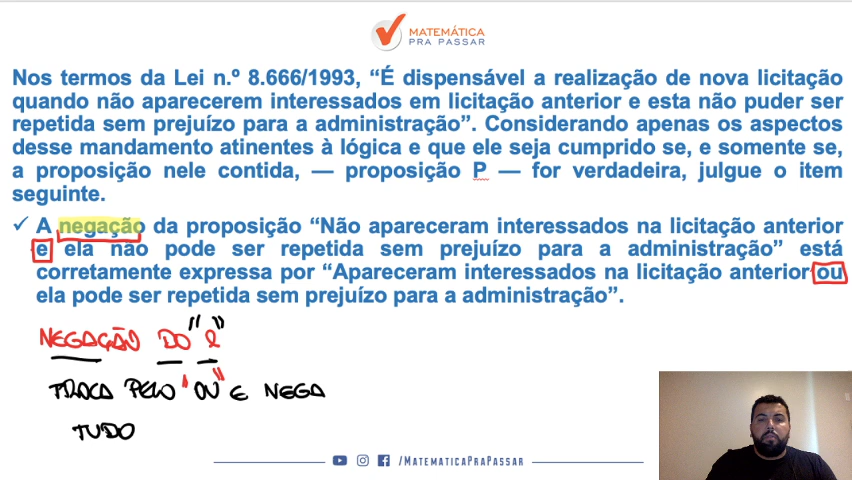 MATEMÁTICA
PRA PASSAR
Nos termos da Lei n.º 8.666/1993, “É dispensável a realização de nova licitação
quando não aparecerem interessados em licitação anterior e esta não puder ser
repetida sem prejuízo para a administração”. Considerando apenas os aspectos
desse mandamento atinentes à lógica e que ele seja cumprido se, e somente se,
a proposição nele contida, — proposição P — for verdadeira, julgue o item
seguinte.
✓ A negação da proposição “Não apareceram interessados na licitação anterior
e ela não pode ser repetida sem prejuízo para a administração” está
corretamente expressa por “Apareceram interessados na licitação anterior ou
ela pode ser repetida sem prejuízo para a administração”.
NEGAÇÃO DO "e"
TROCA PELO "OU" E NEGA
TUDO
/MATEMATICAPRAPASSAR